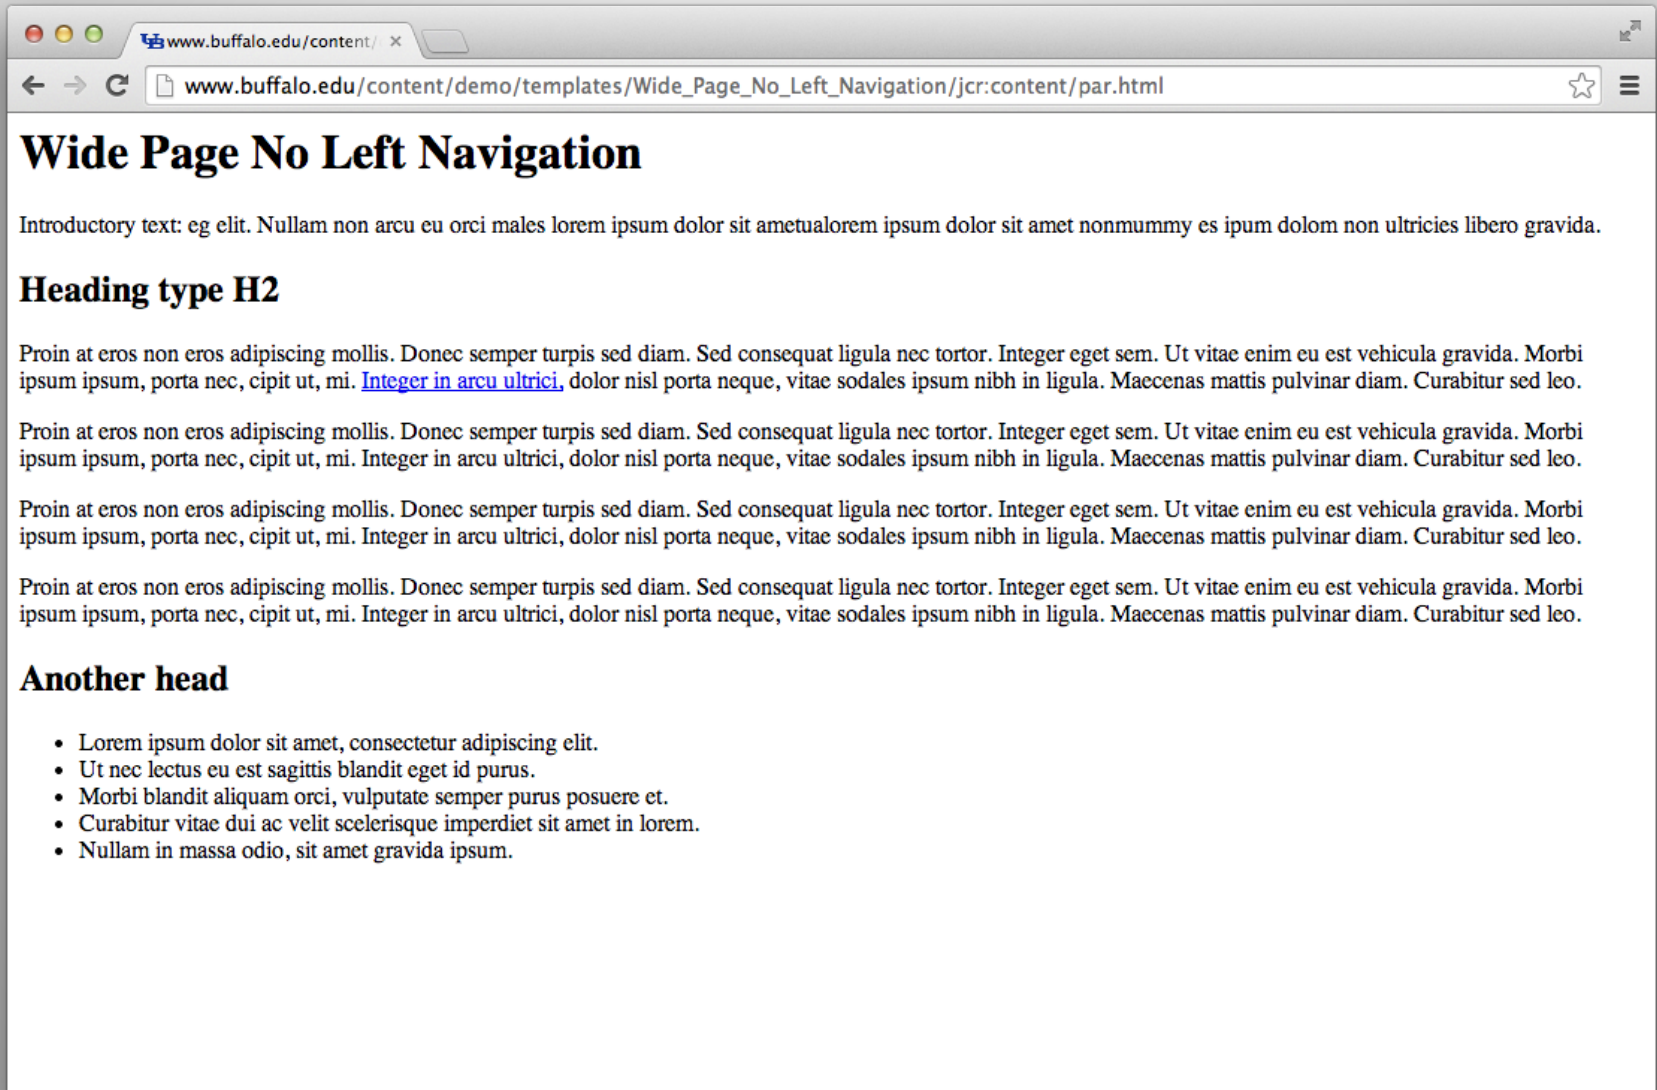 UB www.buffalo.edu/content/
www.buffalo.edu/content/demo/templates/Wide_Page_No_Left_Navigation/jcr:content/par.html
Wide Page No Left Navigation
Introductory text: eg elit. Nullam non arcu eu orci males lorem ipsum dolor sit ametualorem ipsum dolor sit amet nonmummy es ipum dolom non ultricies libero gravida.
Heading type H2
Proin at eros non eros adipiscing mollis. Donec semper turpis sed diam. Sed consequat ligula nec tortor. Integer eget sem. Ut vitae enim eu est vehicula gravida. Morbi
ipsum ipsum, porta nec, cipit ut, mi. Integer in arcu ultrici, dolor nisl porta neque, vitae sodales ipsum nibh in ligula. Maecenas mattis pulvinar diam. Curabitur sed leo.
Proin at eros non eros adipiscing mollis. Donec semper turpis sed diam. Sed consequat ligula nec tortor. Integer eget sem. Ut vitae enim eu est vehicula gravida. Morbi
ipsum ipsum, porta nec, cipit ut, mi. Integer in arcu ultrici, dolor nisl porta neque, vitae sodales ipsum nibh in ligula. Maecenas mattis pulvinar diam. Curabitur sed leo.
Proin at eros non eros adipiscing mollis. Donec semper turpis sed diam. Sed consequat ligula nec tortor. Integer eget sem. Ut vitae enim eu est vehicula gravida. Morbi
ipsum ipsum, porta nec, cipit ut, mi. Integer in arcu ultrici, dolor nisl porta neque, vitae sodales ipsum nibh in ligula. Maecenas mattis pulvinar diam. Curabitur sed leo.
Proin at eros non eros adipiscing mollis. Donec semper turpis sed diam. Sed consequat ligula nec tortor. Integer eget sem. Ut vitae enim eu est vehicula gravida. Morbi
ipsum ipsum, porta nec, cipit ut, mi. Integer in arcu ultrici, dolor nisl porta neque, vitae sodales ipsum nibh in ligula. Maecenas mattis pulvinar diam. Curabitur sed leo.
Another head
• Lorem ipsum dolor sit amet, consectetur adipiscing elit.
• Ut nec lectus eu est sagittis blandit eget id purus.
• Morbi blandit aliquam orci, vulputate semper purus posuere et.
• Curabitur vitae dui ac velit scelerisque imperdiet sit amet in lorem.
• Nullam in massa odio, sit amet gravida ipsum.